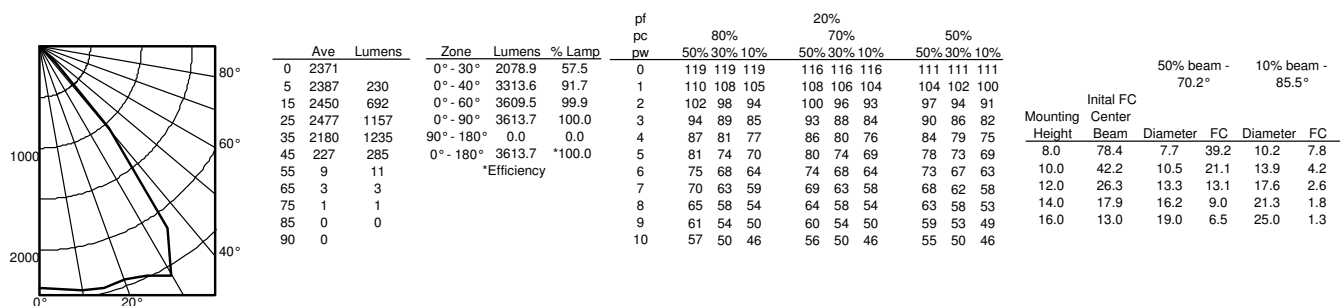 80°
60°
1000
40°
2000
0° 20°
Ave Lumens
0 2371
5 2387 230
15 2450 692
25 2477 1157
35 2180 1235
45 227 285
55 9 11
65 3 3
75 1 1
85 0 0
90 0
Zone Lumens % Lamp
0° - 30° 2078.9 57.5
0° - 40° 3313.6 91.7
0° - 60° 3609.5 99.9
0° - 90° 3613.7 100.0
90° - 180° 0.0 0.0
0° - 180° 3613.7 *100.0
*Efficiency
pf 20%
pc 80% 70% 50%
pw 50% 30% 10% 50% 30% 10% 50% 30% 10%
0 119 119 119 116 116 116 111 111 111
1 110 108 105 108 106 104 104 102 100
2 102 98 94 100 96 93 97 94 91
3 94 89 85 93 88 84 90 86 82
4 87 81 77 86 80 76 84 79 75
5 81 74 70 80 74 69 78 73 69
6 75 68 64 74 68 64 73 67 63
7 70 63 59 69 63 58 68 62 58
8 65 58 54 64 58 54 63 58 53
9 61 54 50 60 54 50 59 53 49
10 57 50 46 56 50 46 55 50 46
50% beam - 10% beam -
70.2° 85.5°
Inital FC
Mounting Center
Height Beam Diameter FC Diameter FC
8.0 78.4 7.7 39.2 10.2 7.8
10.0 42.2 10.5 21.1 13.9 4.2
12.0 26.3 13.3 13.1 17.6 2.6
14.0 17.9 16.2 9.0 21.3 1.8
16.0 13.0 19.0 6.5 25.0 1.3